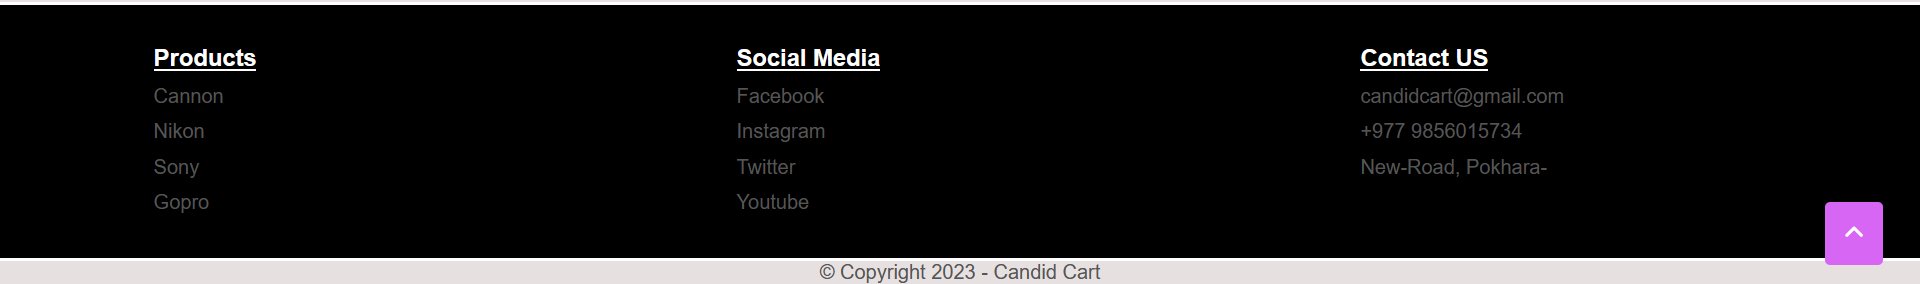 Products
Cannon
Nikon
Sony
Gopro
Social Media
Facebook
Instagram
Twitter
Youtube
Contact US
candidcart@gmail.com
+977 9856015734
New-Road, Pokhara-
© Copyright 2023 - Candid Cart